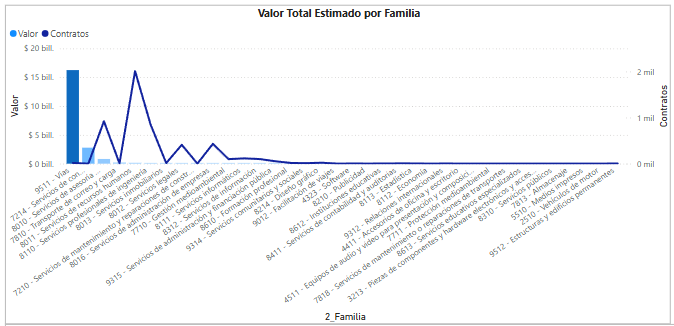 Valor Total Estimado por Familia
Valor Contratos
$ 20 bill.
$ 15 bill.
$ 10 bill.
$ 5 bill.
$ 0 bill.
Valor
2 mil
1 mil
0 mil
Contratos
9511 - Vías
7214 - Servicios de con...
8010 - Servicios de asesoría ...
7810 - Transporte de correo y carga
8011 - Servicios de recursos humanos
8110 - Servicios profesionales de ingeniería
8013 - Servicios inmobiliarios
8012 - Servicios legales
7210 - Servicios de mantenimiento y reparaciones de constr...
8016 - Servicios de administración de empresas
7710 - Gestión medioambiental
8111 - Servicios informáticos
8312 - Servicios de información
9315 - Servicios de administración y financiación pública
8610 - Formación profesional
9314 - Servicios comunitarios y sociales
8214 - Diseño gráfico
9012 - Facilitación de viajes
4323 - Software
8210 - Publicidad
8612 - Instituciones educativas
8411 - Servicios de contabilidad y auditorias
8113 - Estadística
8112 - Economía
9312 - Relaciones internacionales
4411 - Accesorios de oficina y escritorio
4511 - Equipos de audio y video para presentación y composic...
7711 - Protección medioambiental
7818 - Servicios de mantenimiento o reparaciones de transportes
8613 - Servicios educativos especializados
3213 - Piezas de componentes y hardware electrónicos y acces...
8310 - Servicios públicos
7813 - Almacenaje
5510 - Medios impresos
2510 - Vehículos de motor
9512 - Estructuras y edificios permanentes
2_Familia